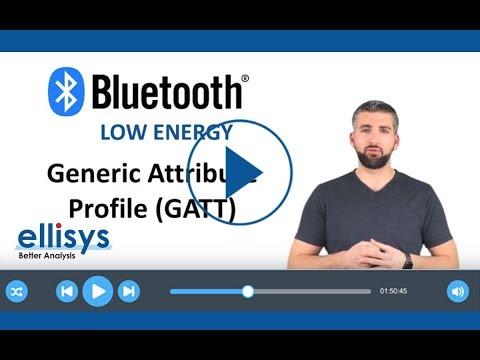 Bluetooth®
LOW ENERGY
Generic Attribute
Profile (GATT)
ellisys
Better Analysis
01:50:45